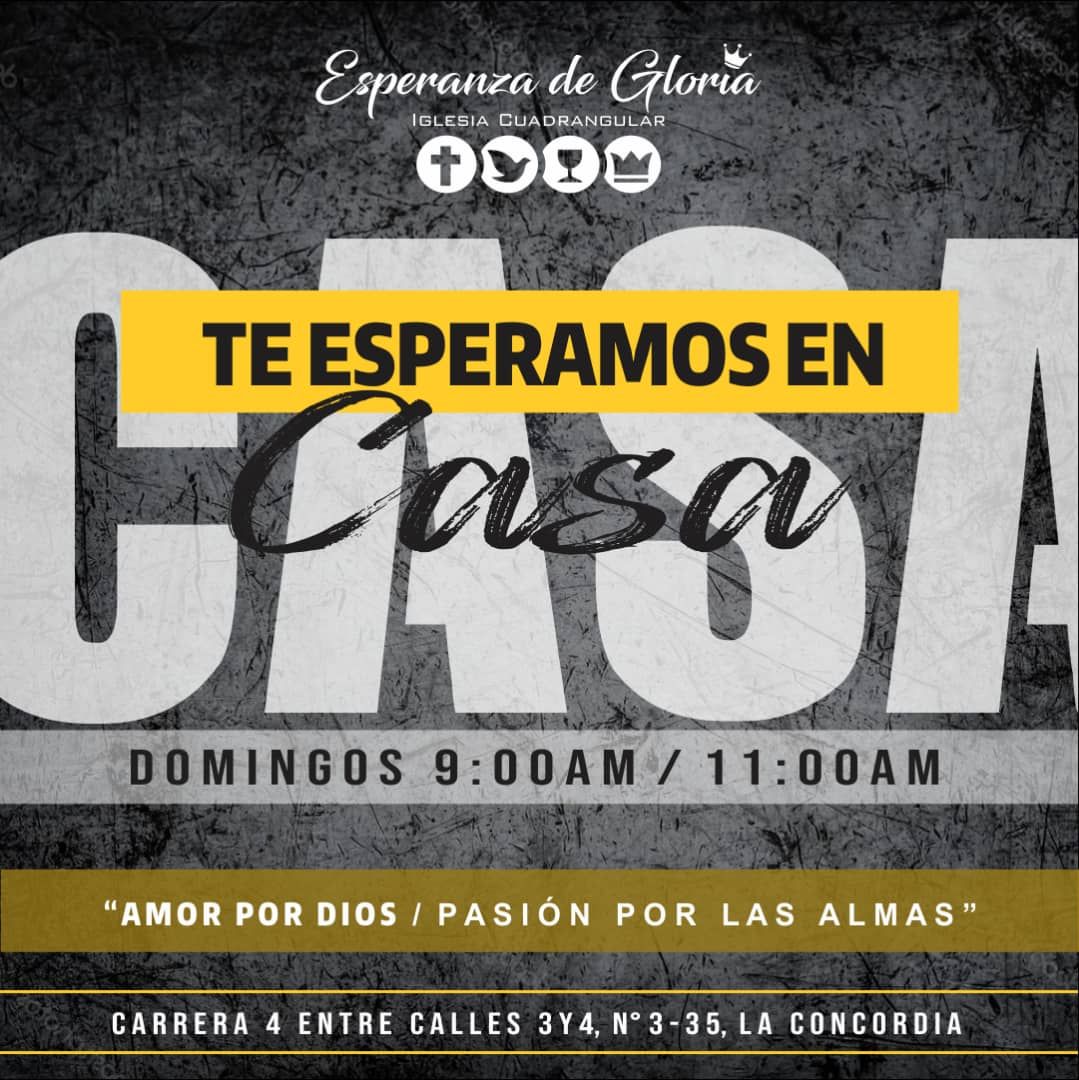 Esperanza de Gloria
IGLESIA CUADRANGULAR
CASA
TE ESPERAMOS EN
Casa
DOMINGOS 9:00AM / 11:00AM
“AMOR POR DIOS / PASIÓN POR LAS ALMAS”
CARRERA 4 ENTRE CALLES 3Y4, N° 3-35, LA CONCORDIA